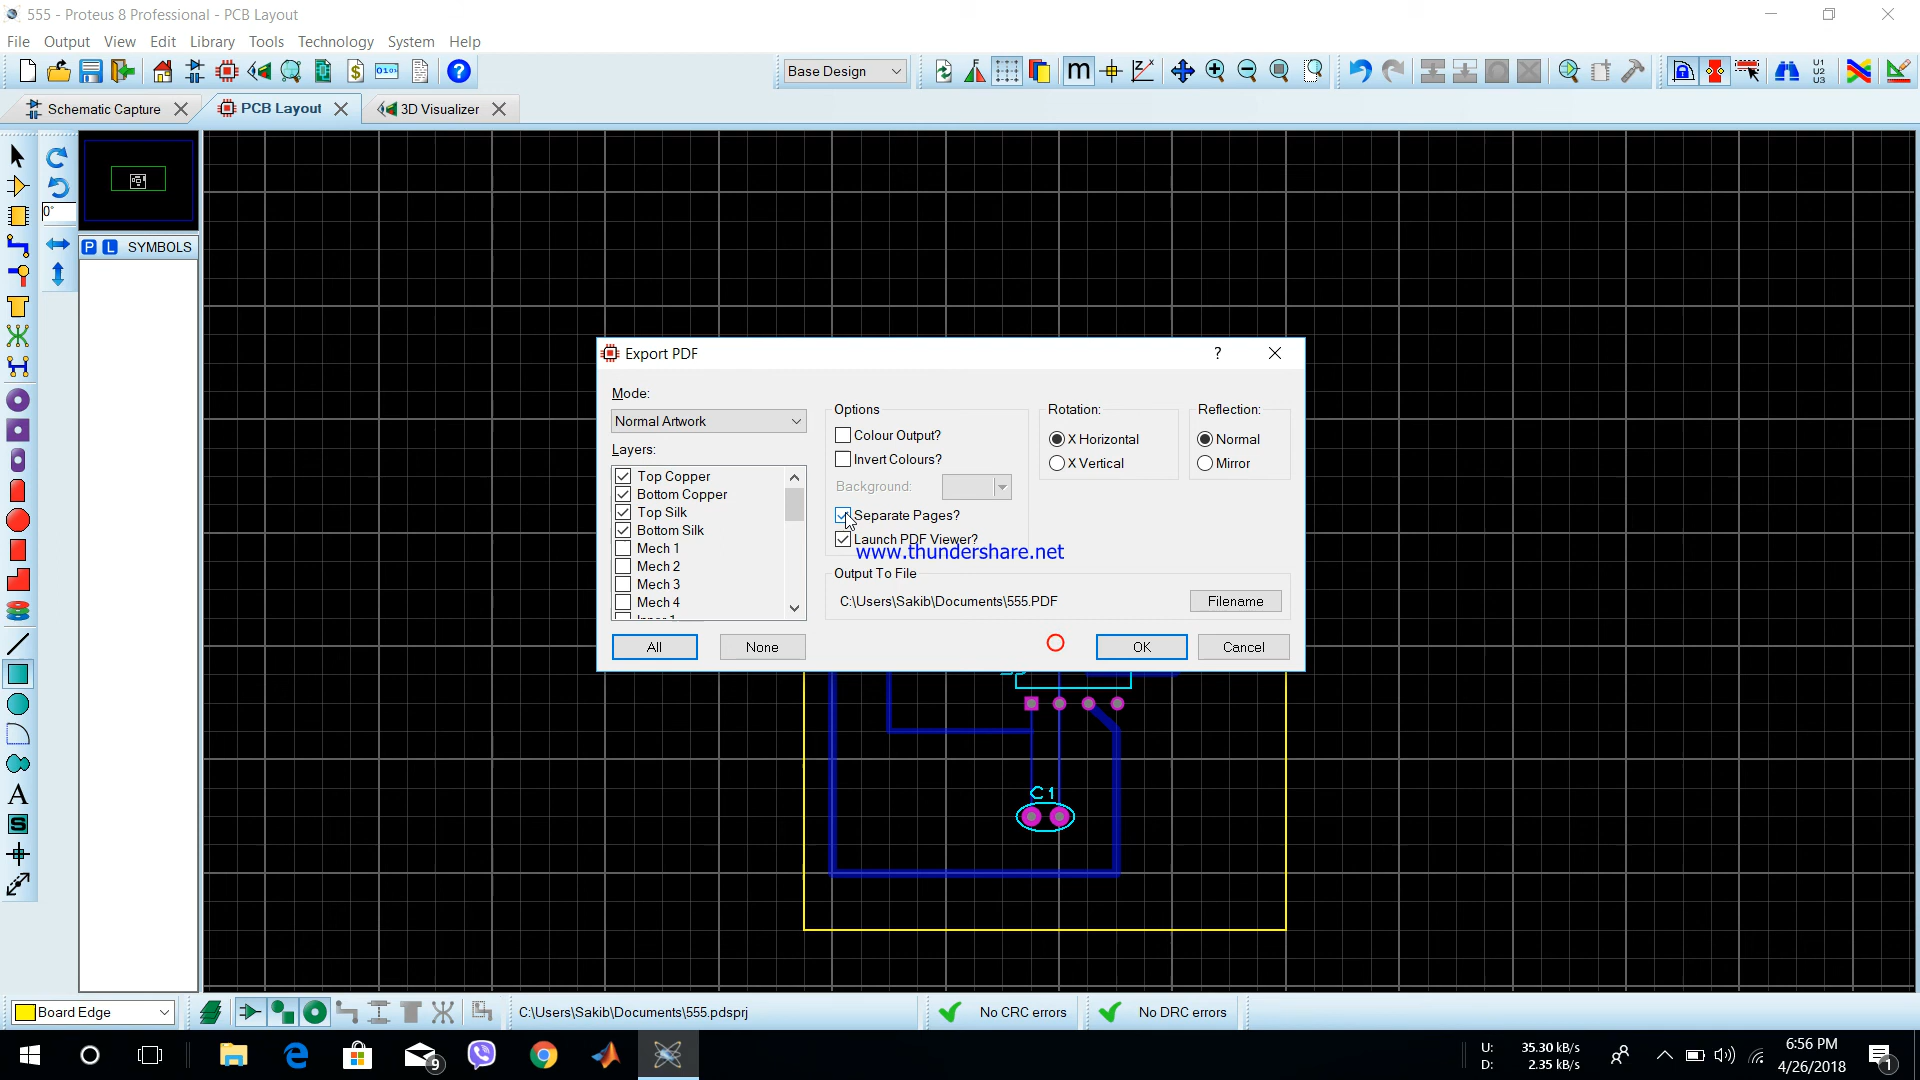 555 - Proteus 8 Professional - PCB Layout
File Output View Edit Library Tools Technology System Help
Base Design
Schematic Capture
PCB Layout
3D Visualizer
0°
P L SYMBOLS
Export PDF
Mode:
Normal Artwork
Layers:
Top Copper
Bottom Copper
Top Silk
Bottom Silk
Mech 1
Mech 2
Mech 3
Mech 4
All
None
Options
Colour Output?
Invert Colours?
Background:
Separate Pages?
Launch PDF Viewer?
www.thundershare.net
Rotation:
X Horizontal
X Vertical
Reflection:
Normal
Mirror
Output To File
C:\Users\Sakib\Documents\555.PDF
Filename
OK
Cancel
C1
Board Edge
C:\Users\Sakib\Documents\555.pdsprj
No CRC errors
No DRC errors
9
U: 35.30 kB/s
D: 2.35 kB/s
6:56 PM
4/26/2018
1